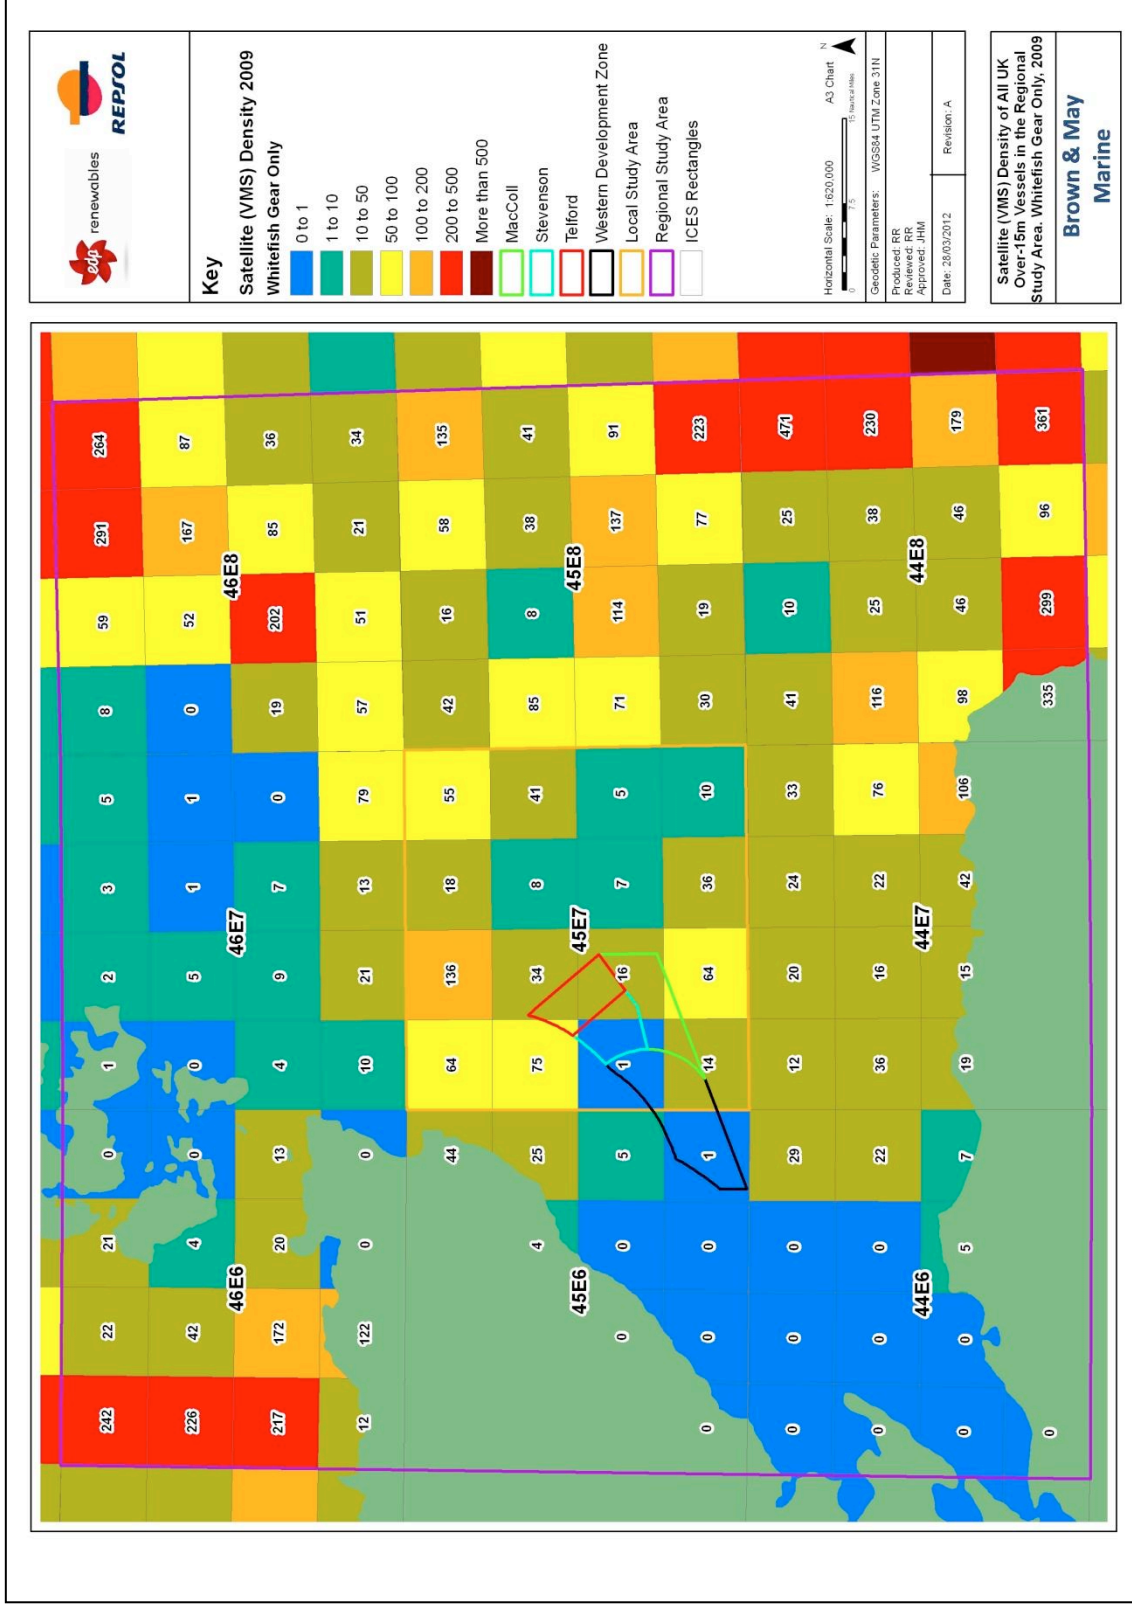 242 22 21 0 1 2 3 5 8 59 291 264
226 42 4 0 0 5 1 1 0 52 167 87
46E6 46E7 46E8
217 172 20 13 4 9 7 0 19 202 85 36
12 122 0 0 10 21 13 79 57 51 21 34
44 64 136 18 55 42 16 58 135
4 25 75 34 8 41 85 8 38 41
45E6 45E7 45E8
0 0 5 1 16 7 5 71 114 137 91
0 0 0 1 14 64 36 10 30 19 77 223
0 0 0 29 12 20 24 33 41 10 25 471
0 0 0 22 36 16 22 76 116 25 38 230
44E6 44E7 44E8
0 0 5 7 19 15 42 106 98 46 46 179
0 335 299 96 361
edp renewables
REPSOL
Key
Satellite (VMS) Density 2009
Whitefish Gear Only
0 to 1
1 to 10
10 to 50
50 to 100
100 to 200
200 to 500
More than 500
MacColl
Stevenson
Telford
Western Development Zone
Local Study Area
Regional Study Area
ICES Rectangles
Horizontal Scale: 1:620,000 A3 Chart N
0 7.5 15 Nautical Miles
Geodetic Parameters: WGS84 UTM Zone 31N
Produced: RR
Reviewed: RR
Approved: JHM
Date: 28/03/2012 Revision: A
Satellite (VMS) Density of All UK
Over-15m Vessels in the Regional
Study Area. Whitefish Gear Only, 2009
Brown & May
Marine